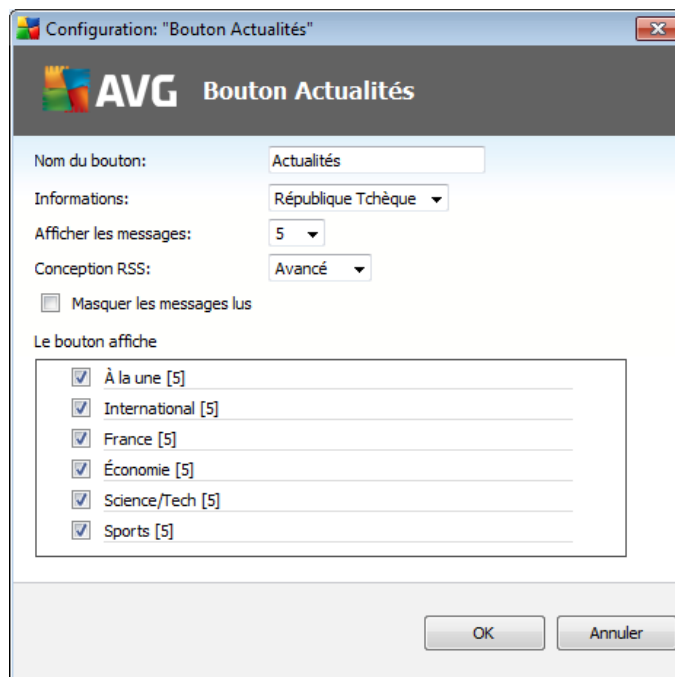 Configuration: "Bouton Actualités"
AVG Bouton Actualités
Nom du bouton: Actualités
Informations: République Tchèque
Afficher les messages: 5
Conception RSS: Avancé
Masquer les messages lus
Le bouton affiche
À la une [5]
International [5]
France [5]
Économie [5]
Science/Tech [5]
Sports [5]
OK Annuler